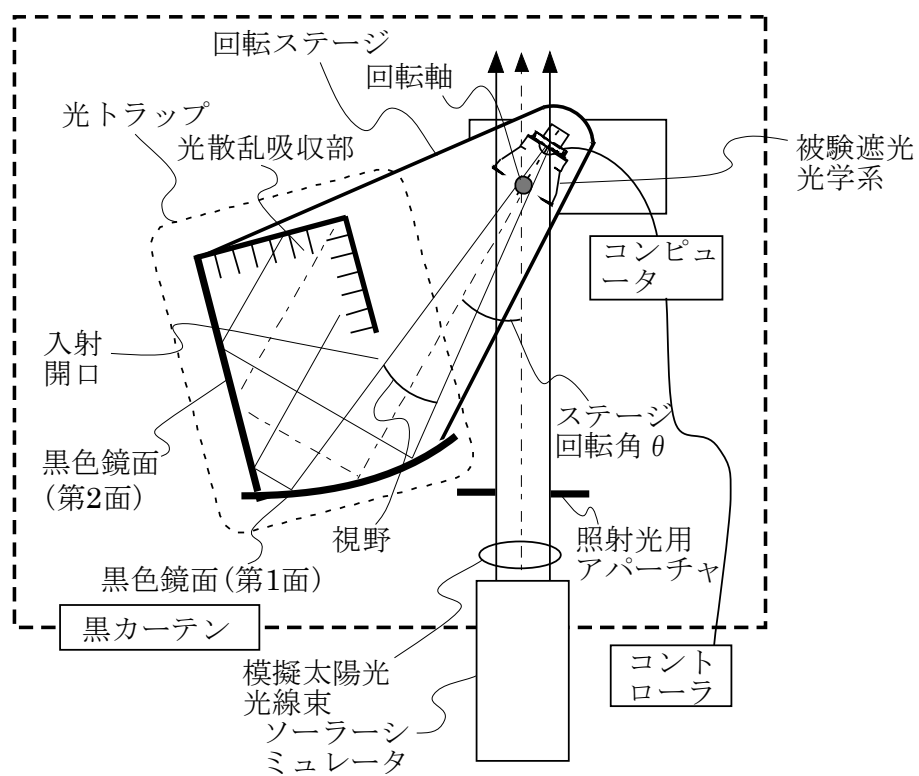 回転ステージ
回転軸
光トラップ
光散乱吸収部
被験遮光
光学系
コンピュ
ータ
入射
開口
ステージ
回転角 θ
黒色鏡面
(第2面)
視野
照射光用
アパーチャ
黒色鏡面(第1面)
黒カーテン
模擬太陽光
光線束
コント
ローラ
ソーラーシ
ミュレータ